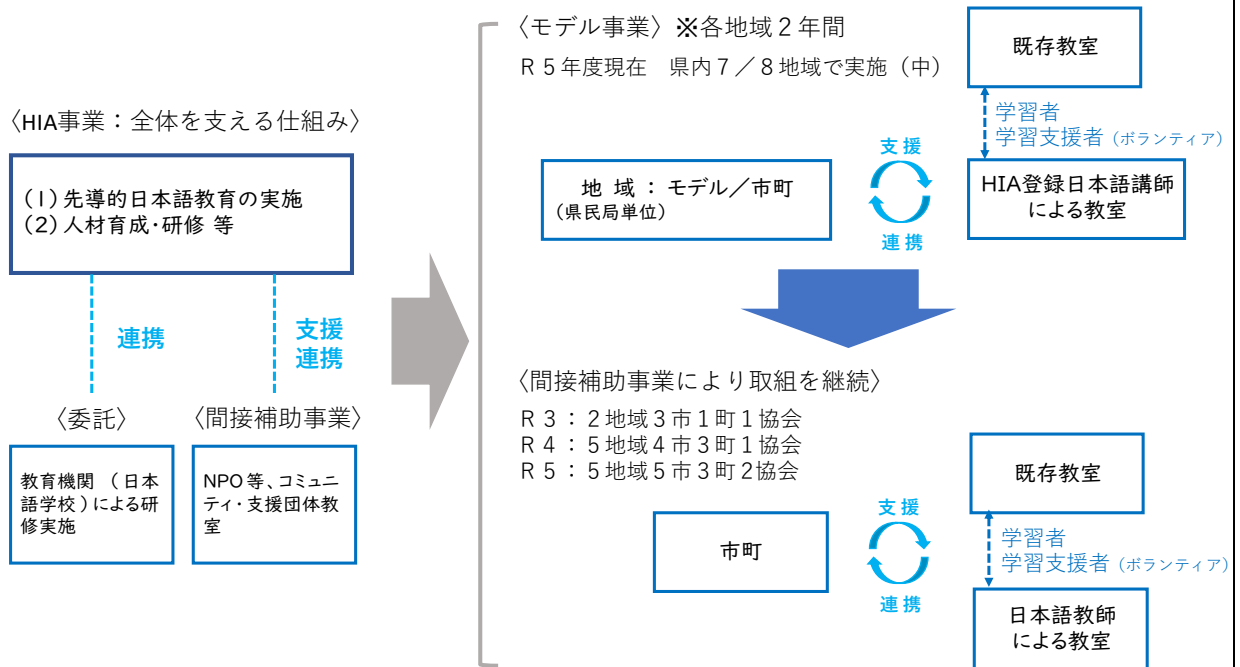 〈HIA事業：全体を支える仕組み〉
(1)先導的日本語教育の実施
(2)人材育成・研修 等
連携
支援
連携
〈委託〉
〈間接補助事業〉
教育機関（日本
語学校）による研
修実施
NPO等、コミュニ
ティ・支援団体教
室
〈モデル事業〉※各地域２年間
Ｒ５年度現在　県内７／８地域で実施（中）
地 域 ： モデル／市町
（県民局単位）
支援
連携
既存教室
学習者
学習支援者（ボランティア）
HIA登録日本語講師
による教室
〈間接補助事業により取組を継続〉
Ｒ３：２地域３市１町１協会
Ｒ４：５地域４市３町１協会
Ｒ５：５地域５市３町２協会
市町
支援
連携
既存教室
学習者
学習支援者（ボランティア）
日本語教師
による教室